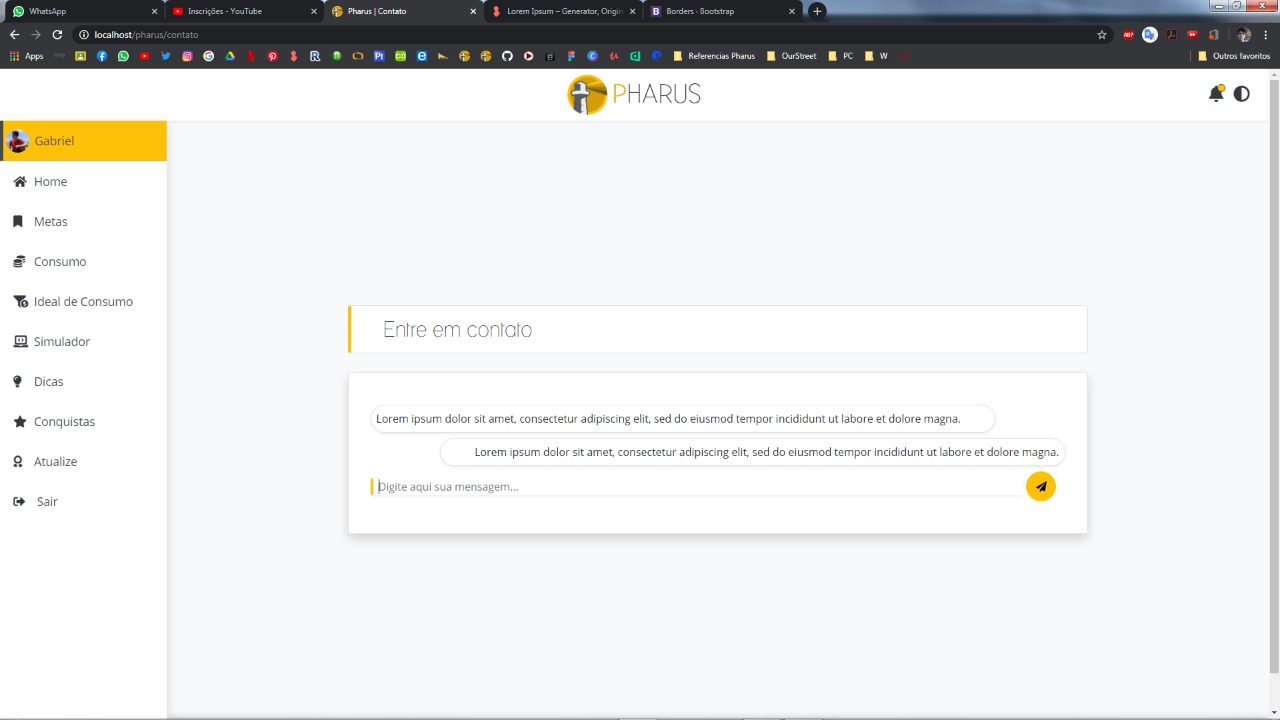 WhatsApp
Inscrições - YouTube
Pharus | Contato
Lorem Ipsum – Generator, Origin
Borders · Bootstrap
localhost/pharus/contato
Apps
Referencias Pharus
OurStreet
PC
W
Outros favoritos
PHARUS
Gabriel
Home
Metas
Consumo
Ideal de Consumo
Simulador
Dicas
Conquistas
Atualize
Sair
Entre em contato
Lorem ipsum dolor sit amet, consectetur adipiscing elit, sed do eiusmod tempor incididunt ut labore et dolore magna.
Lorem ipsum dolor sit amet, consectetur adipiscing elit, sed do eiusmod tempor incididunt ut labore et dolore magna.
Digite aqui sua mensagem...